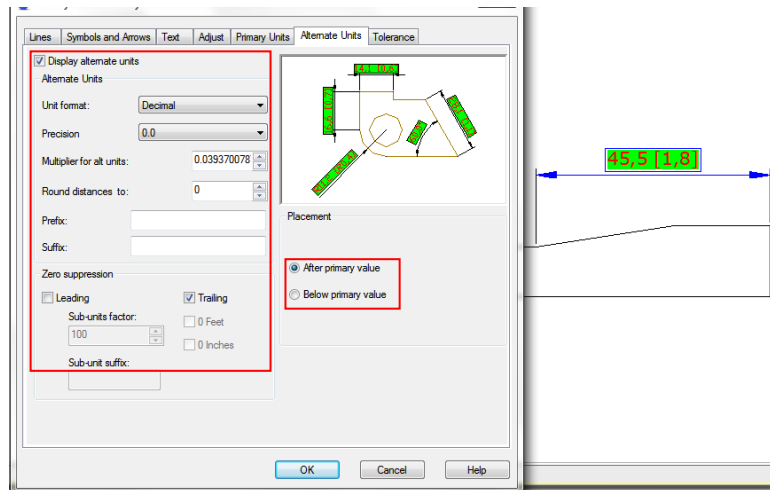 Lines Symbols and Arrows Text Adjust Primary Units Alternate Units Tolerance
Display alternate units
Alternate Units
Unit format: Decimal
Precision 0.0
Multiplier for alt units: 0.039370078
Round distances to: 0
Prefix:
Suffix:
Zero suppression
Leading Trailing
Sub-units factor:
100
0 Feet
0 Inches
Sub-unit suffix:
Placement
After primary value
Below primary value
OK Cancel Help
45,5 [1,8]